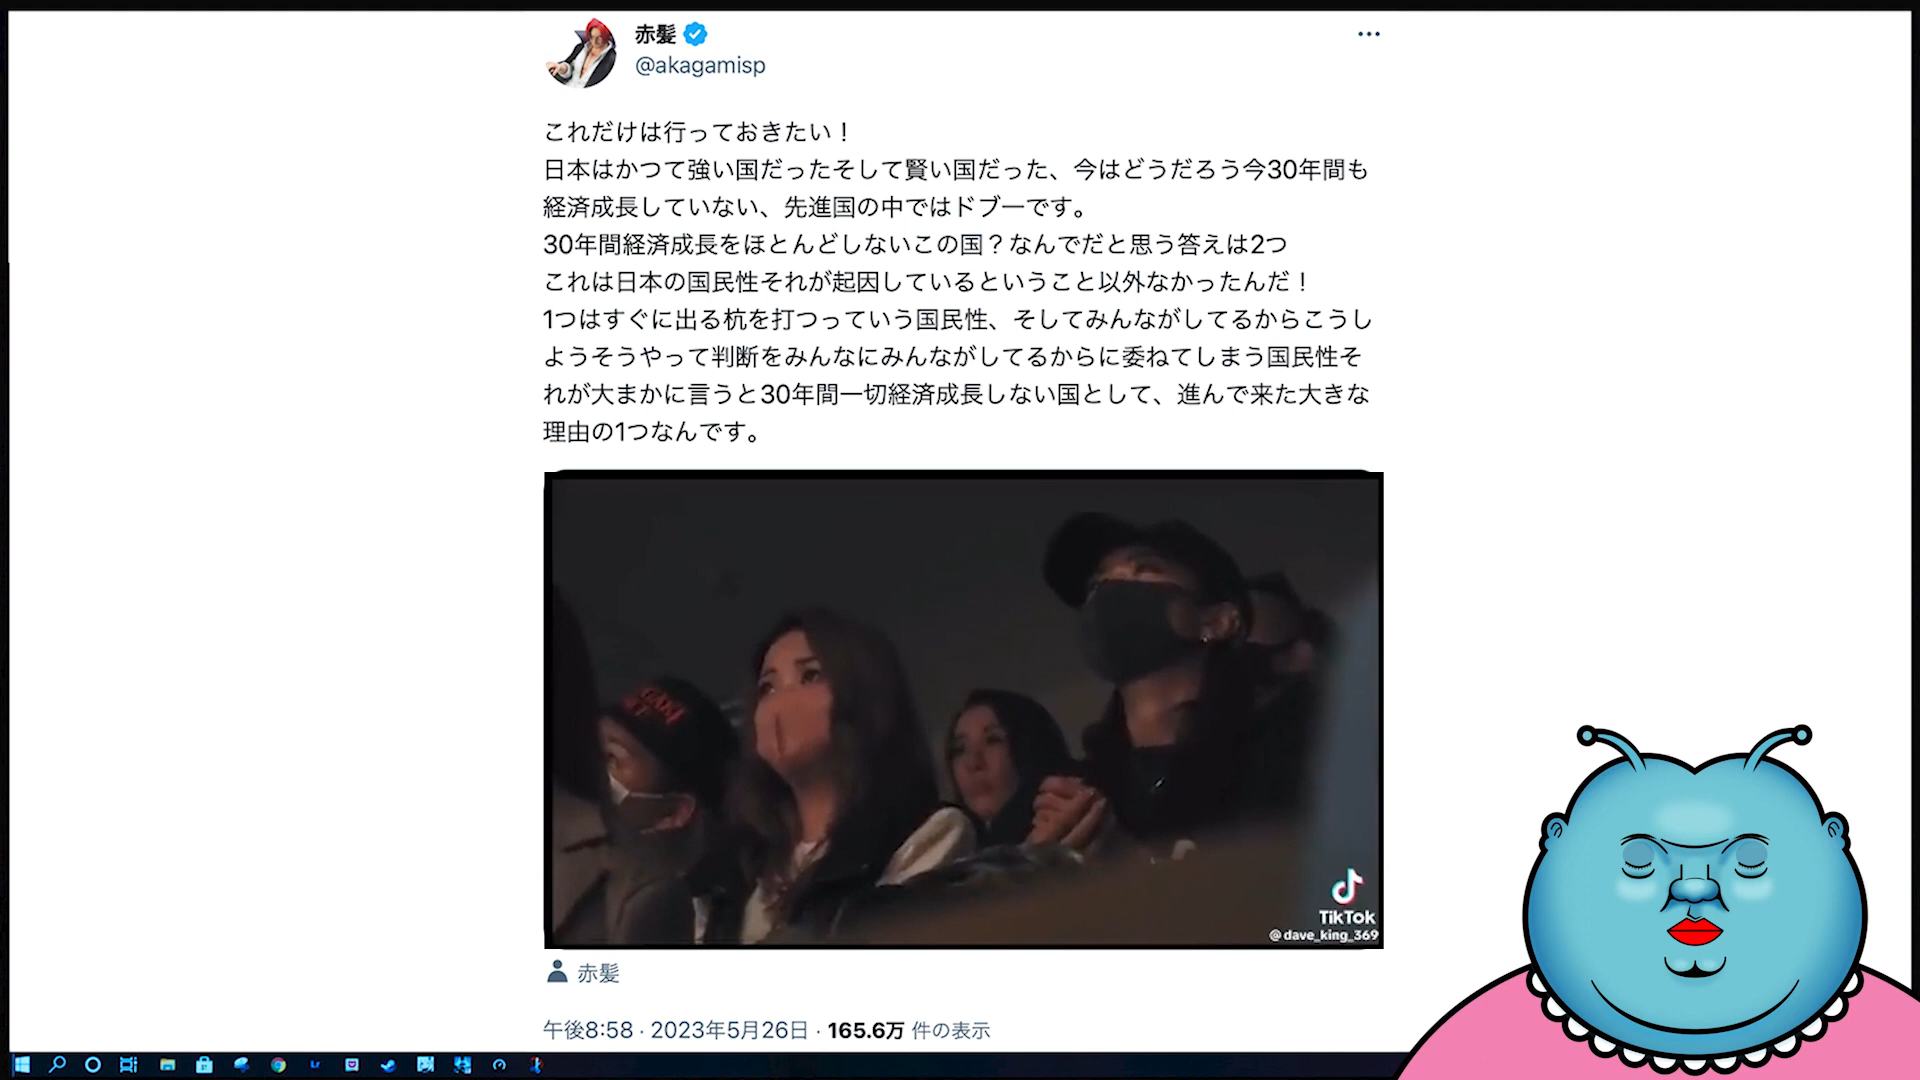 赤髪
@akagamisp
これだけは行っておきたい！
日本はかつて強い国だったそして賢い国だった、今はどうだろう今30年間も
経済成長していない、先進国の中ではドブーです。
30年間経済成長をほとんどしないこの国？なんでだと思う答えは2つ
これは日本の国民性それが起因しているということ以外なかったんだ！
1つはすぐに出る杭を打つっていう国民性、そしてみんながしてるからこうし
ようそうやって判断をみんなにみんながしてるからに委ねてしまう国民性そ
れが大まかに言うと30年間一切経済成長しない国として、進んで来た大きな
理由の1つなんです。
TikTok
@dave_king_369
赤髪
午後8:58 · 2023年5月26日 · 165.6万 件の表示